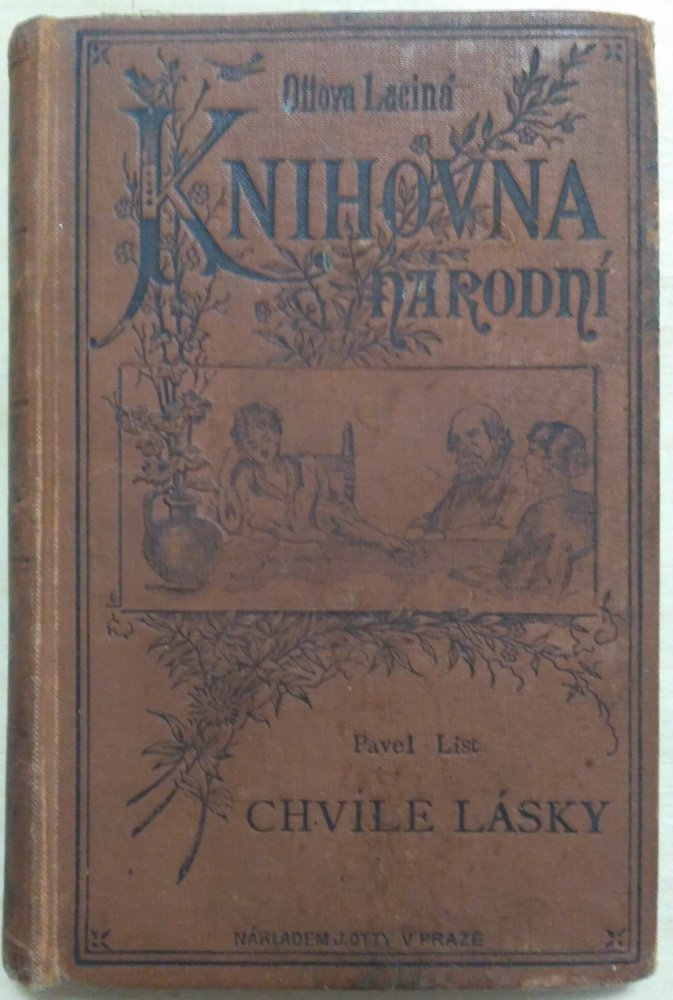 Ottova Laciná
KNIHOVNA
NÁRODNÍ
Pavel List
CHVÍLE LÁSKY
NÁKLADEM J. OTTY V PRAZE